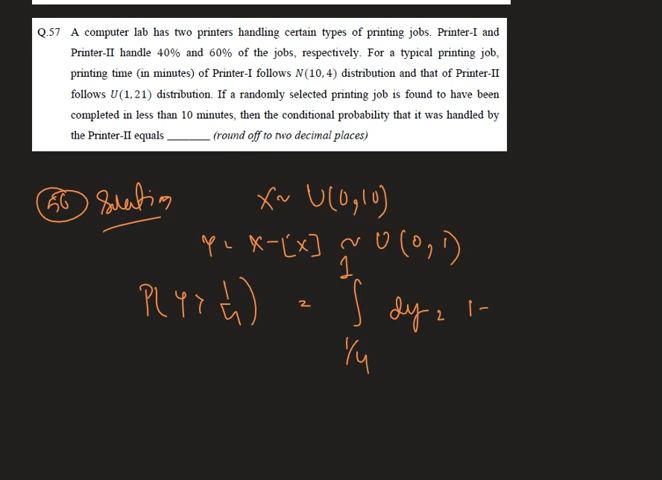 Q.57 A computer lab has two printers handling certain types of printing jobs. Printer-I and
Printer-II handle 40% and 60% of the jobs, respectively. For a typical printing job,
printing time (in minutes) of Printer-I follows N(10, 4) distribution and that of Printer-II
follows U(1, 21) distribution. If a randomly selected printing job is found to have been
completed in less than 10 minutes, then the conditional probability that it was handled by
the Printer-II equals ________ (round off to two decimal places)
56 Solution X ~ U(0, 10)
Y = X - [X] ~ U(0, 1)
P(Y > 1/4) = ∫_{1/4}^{1} dy = 1 -